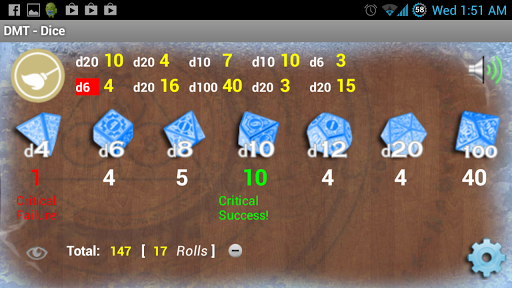 58 Wed 1:51 AM
DMT - Dice
d20 10 d20 4 d10 7 d10 10 d6 3
d6 4 d20 16 d100 40 d20 3 d20 15
d4 d6 d8 d10 d12 d20 100
1 4 5 10 4 4 40
Critical Failure! Critical Success!
Total: 147 [ 17 Rolls ]